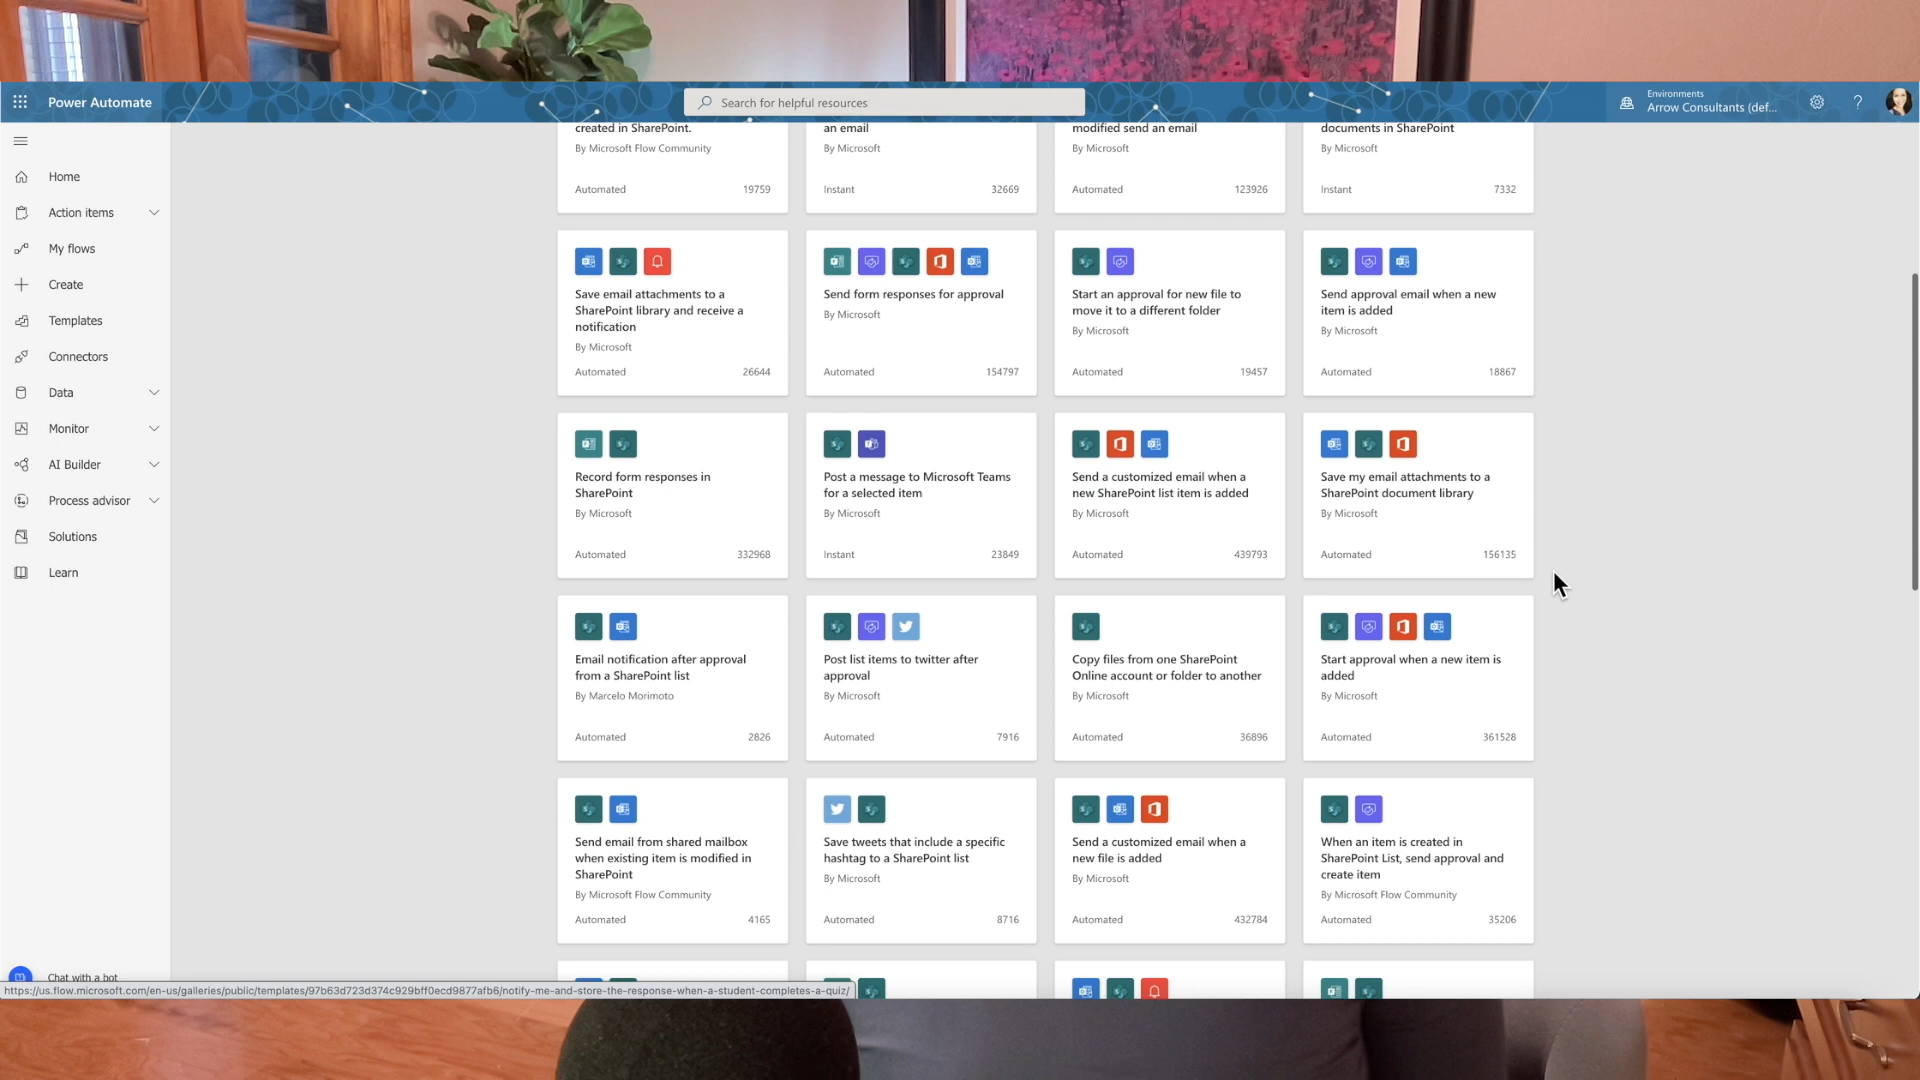 Power Automate
Search for helpful resources
Environments
Arrow Consultants (def...
?
Home
Action items
My flows
Create
Templates
Connectors
Data
Monitor
AI Builder
Process advisor
Solutions
Learn
Chat with a bot
created in SharePoint.
By Microsoft Flow Community
Automated 19759
an email
By Microsoft
Instant 32669
modified send an email
By Microsoft
Automated 123926
documents in SharePoint
By Microsoft
Instant 7332
Save email attachments to a
SharePoint library and receive a
notification
By Microsoft
Automated 26644
Send form responses for approval
By Microsoft
Automated 154797
Start an approval for new file to
move it to a different folder
By Microsoft
Automated 19457
Send approval email when a new
item is added
By Microsoft
Automated 18867
Record form responses in
SharePoint
By Microsoft
Automated 332968
Post a message to Microsoft Teams
for a selected item
By Microsoft
Instant 23849
Send a customized email when a
new SharePoint list item is added
By Microsoft
Automated 439793
Save my email attachments to a
SharePoint document library
By Microsoft
Automated 156135
Email notification after approval
from a SharePoint list
By Marcelo Morimoto
Automated 2826
Post list items to twitter after
approval
By Microsoft
Automated 7916
Copy files from one SharePoint
Online account or folder to another
By Microsoft
Automated 36896
Start approval when a new item is
added
By Microsoft
Automated 361528
Send email from shared mailbox
when existing item is modified in
SharePoint
By Microsoft Flow Community
Automated 4165
Save tweets that include a specific
hashtag to a SharePoint list
By Microsoft
Automated 8716
Send a customized email when a
new file is added
By Microsoft
Automated 432784
When an item is created in
SharePoint List, send approval and
create item
By Microsoft Flow Community
Automated 35206
https://us.flow.microsoft.com/en-us/galleries/public/templates/97b63d723d374c929bff0ecd9877afb6/notify-me-and-store-the-response-when-a-student-completes-a-quiz/